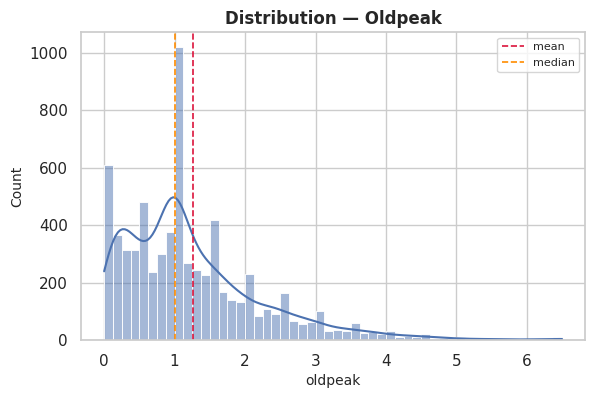 Distribution — Oldpeak
mean
median
1000
800
600
400
200
0
Count
0 1 2 3 4 5 6
oldpeak